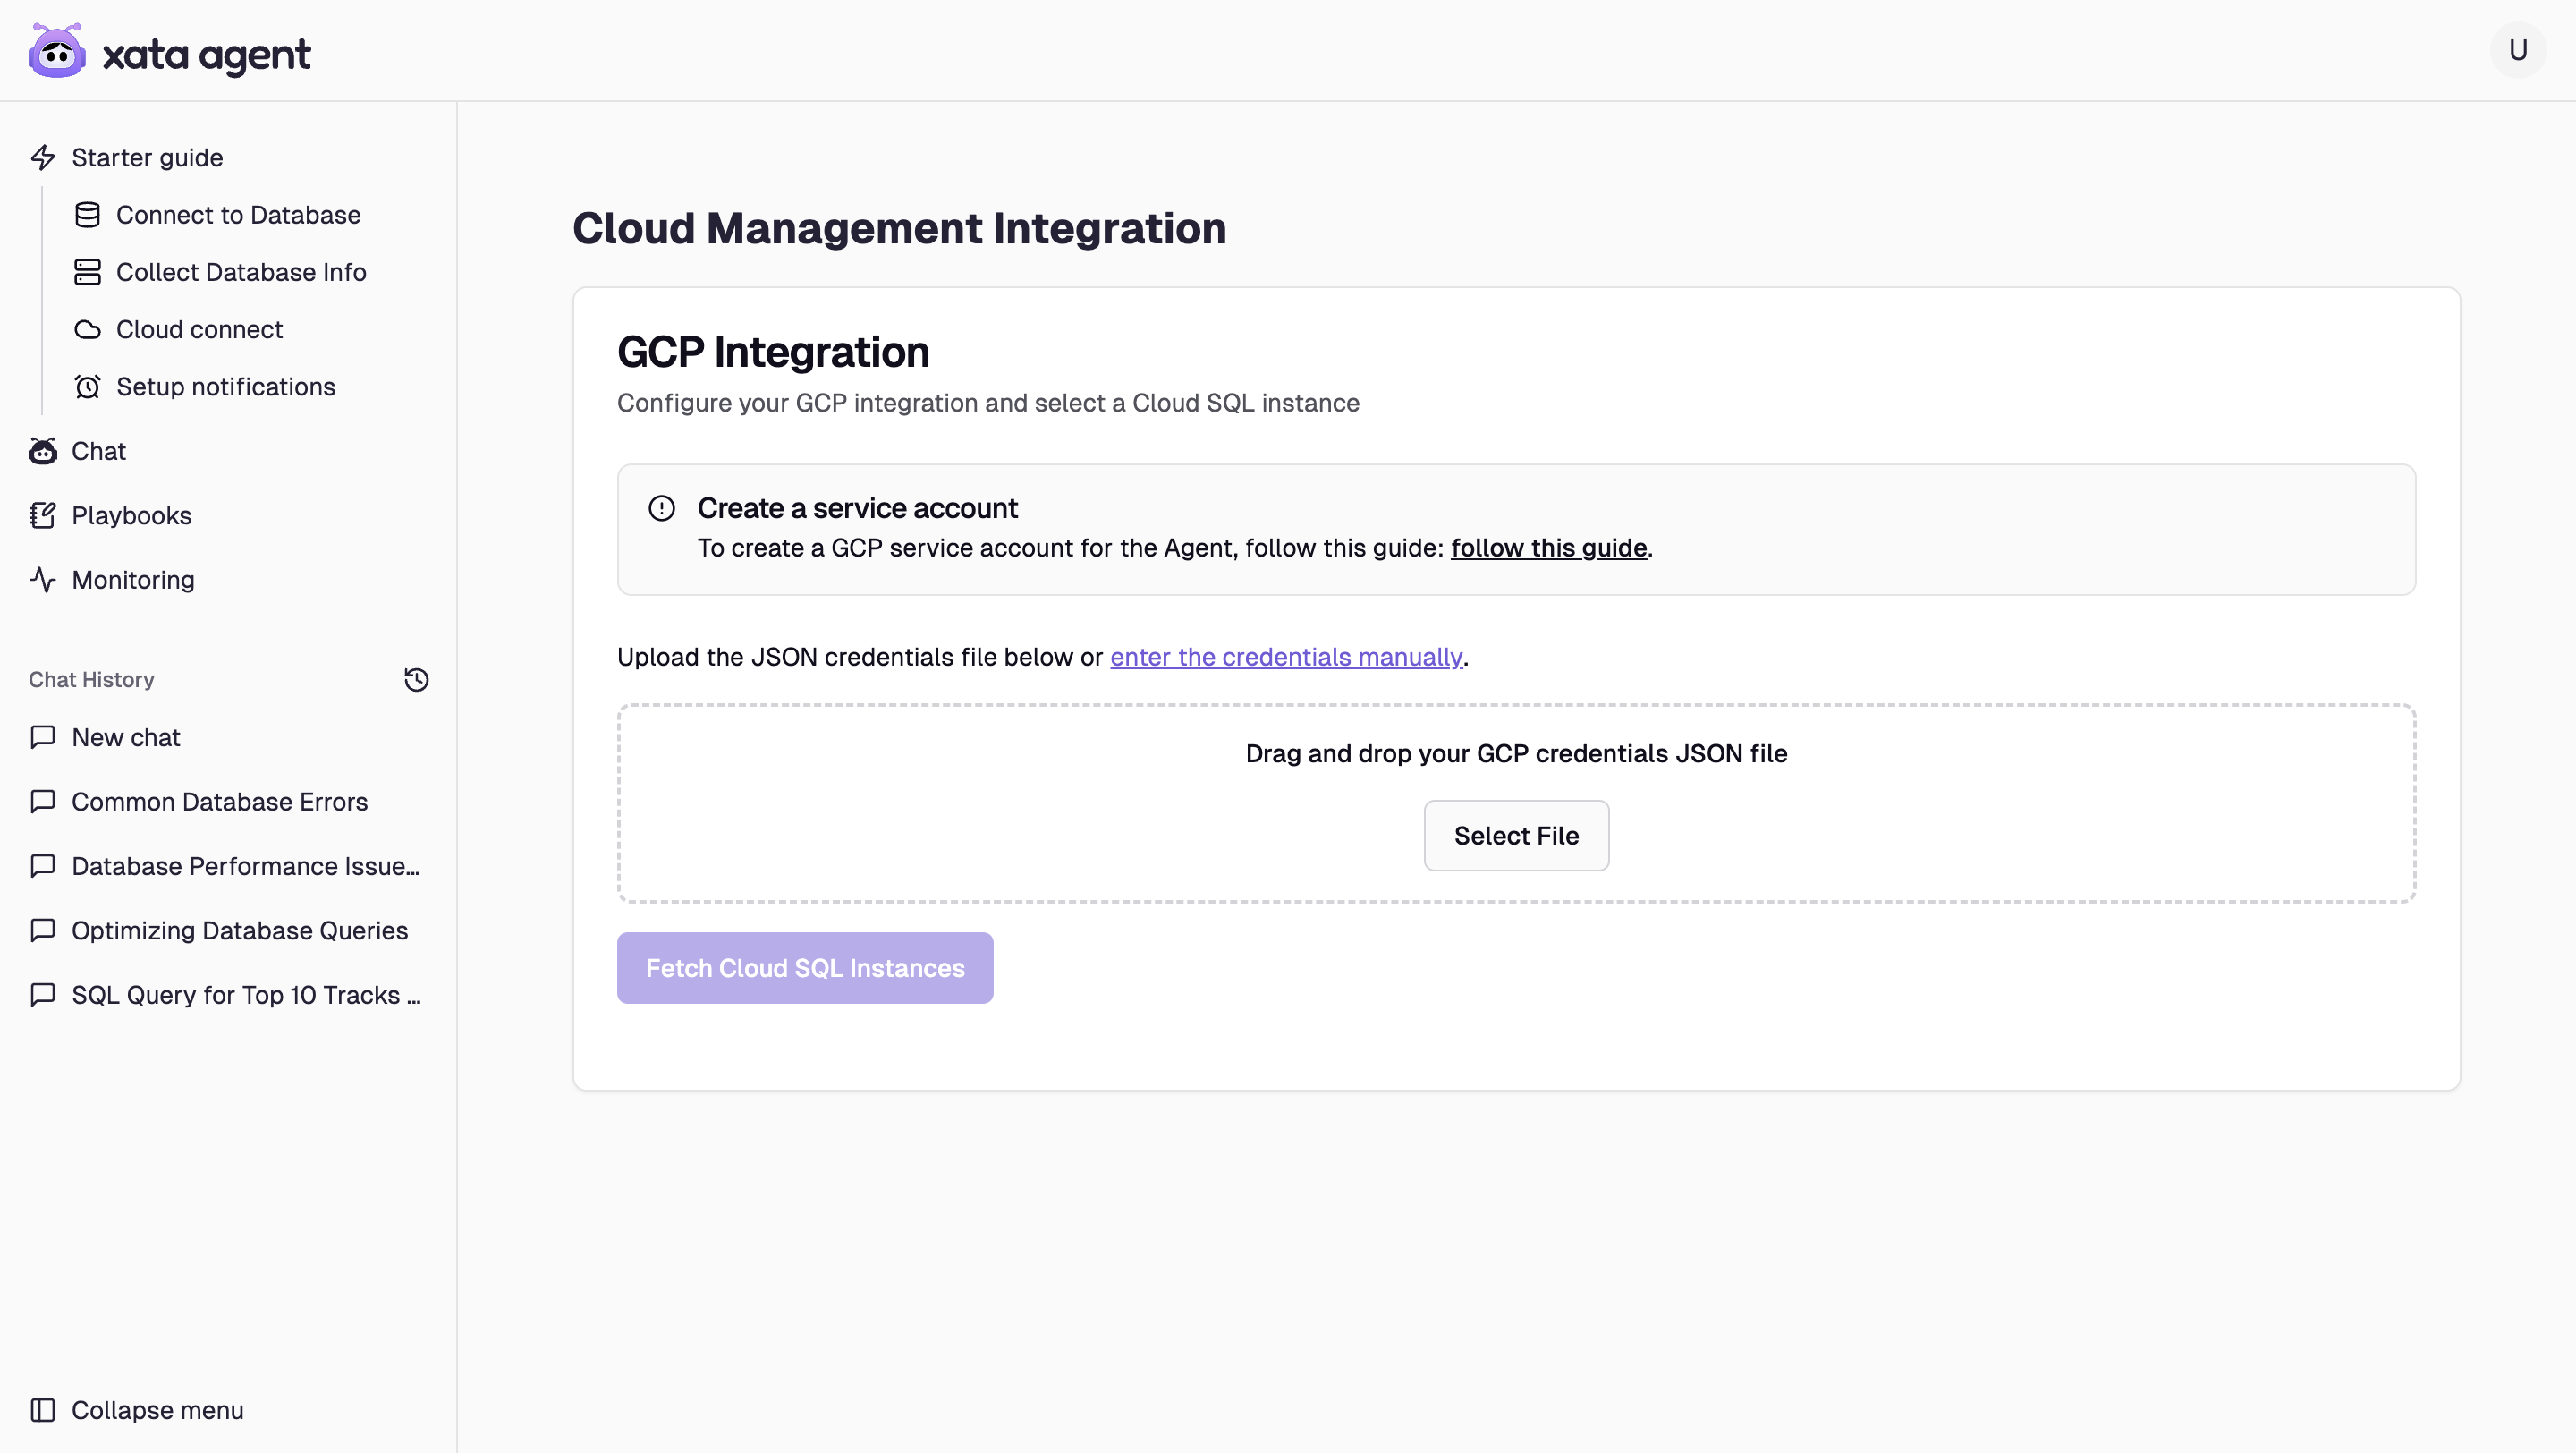 xata agent
U
Starter guide
Connect to Database
Collect Database Info
Cloud connect
Setup notifications
Chat
Playbooks
Monitoring
Chat History
New chat
Common Database Errors
Database Performance Issue...
Optimizing Database Queries
SQL Query for Top 10 Tracks ...
Collapse menu
Cloud Management Integration
GCP Integration
Configure your GCP integration and select a Cloud SQL instance
Create a service account
To create a GCP service account for the Agent, follow this guide: follow this guide.
Upload the JSON credentials file below or enter the credentials manually.
Drag and drop your GCP credentials JSON file
Select File
Fetch Cloud SQL Instances